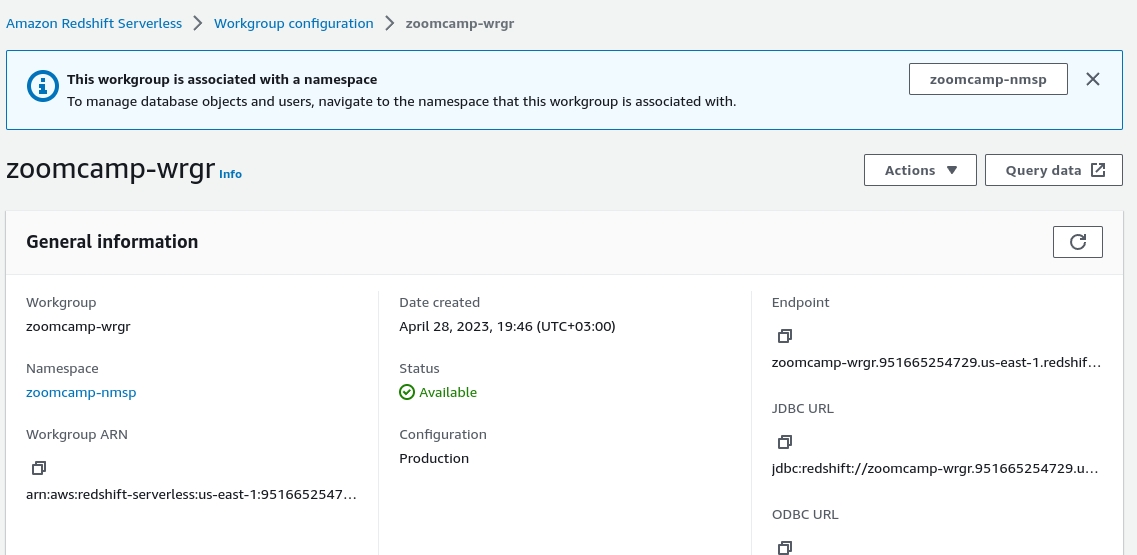 Amazon Redshift Serverless > Workgroup configuration > zoomcamp-wrgr
This workgroup is associated with a namespace
To manage database objects and users, navigate to the namespace that this workgroup is associated with.
zoomcamp-nmsp
zoomcamp-wrgr Info
Actions
Query data
General information
Workgroup
zoomcamp-wrgr
Namespace
zoomcamp-nmsp
Workgroup ARN
arn:aws:redshift-serverless:us-east-1:9516652547...
Date created
April 28, 2023, 19:46 (UTC+03:00)
Status
Available
Configuration
Production
Endpoint
zoomcamp-wrgr.951665254729.us-east-1.redshif...
JDBC URL
jdbc:redshift://zoomcamp-wrgr.951665254729.u...
ODBC URL